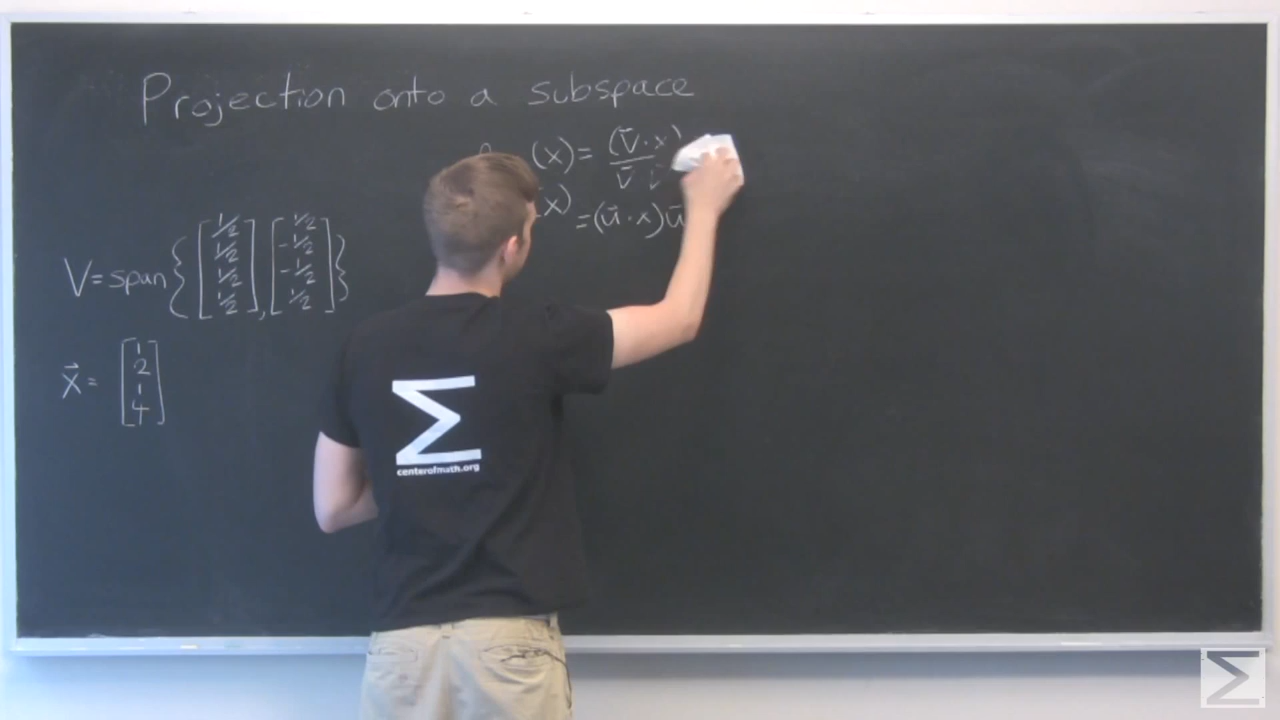 Projection onto a subspace
(x) = (v̄·x)
v̄ v̄
x) = (ū·x)ū
V=span{[1/2 1/2 1/2 1/2], [1/2 -1/2 -1/2 1/2]}
x⃗ = [1 2 1 4]
Σ
centerofmath.org
Σ